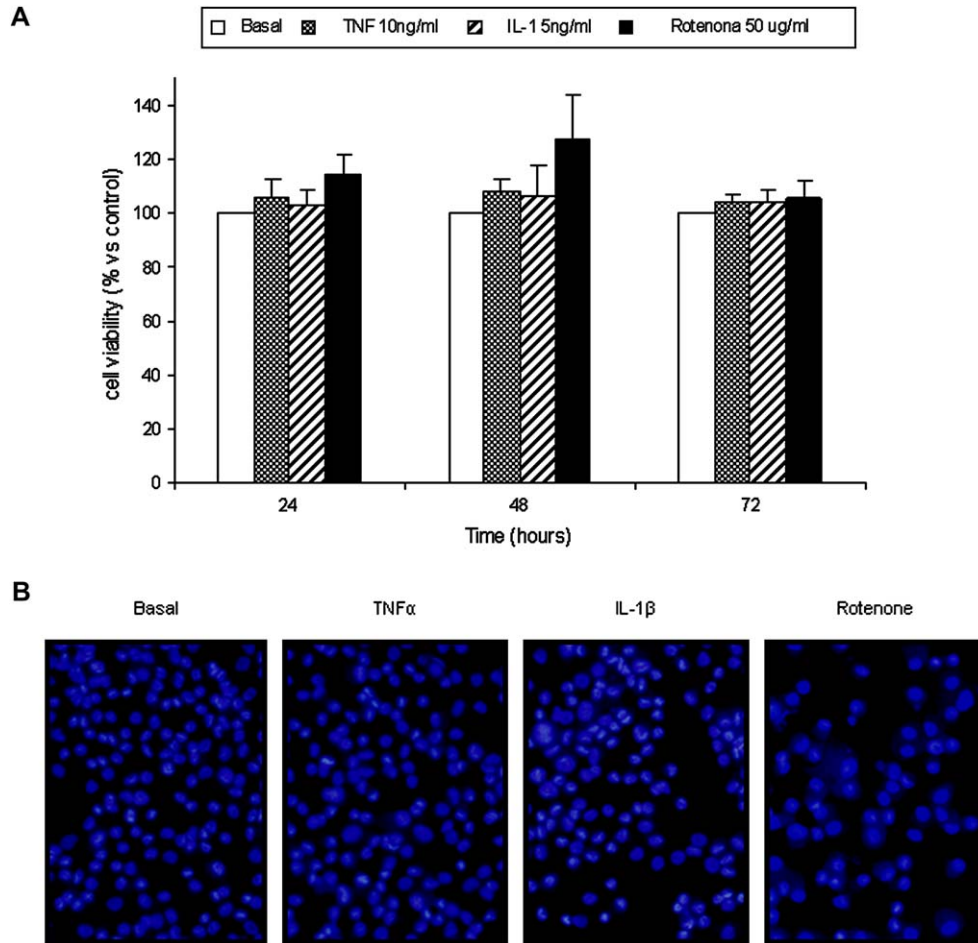 A
Basal TNF 10ng/ml IL-1 5ng/ml Rotenona 50 ug/ml
140
120
100
80
60
40
20
0
cell viability (% vs control)
24 48 72
Time (hours)
B
Basal TNFα IL-1β Rotenone